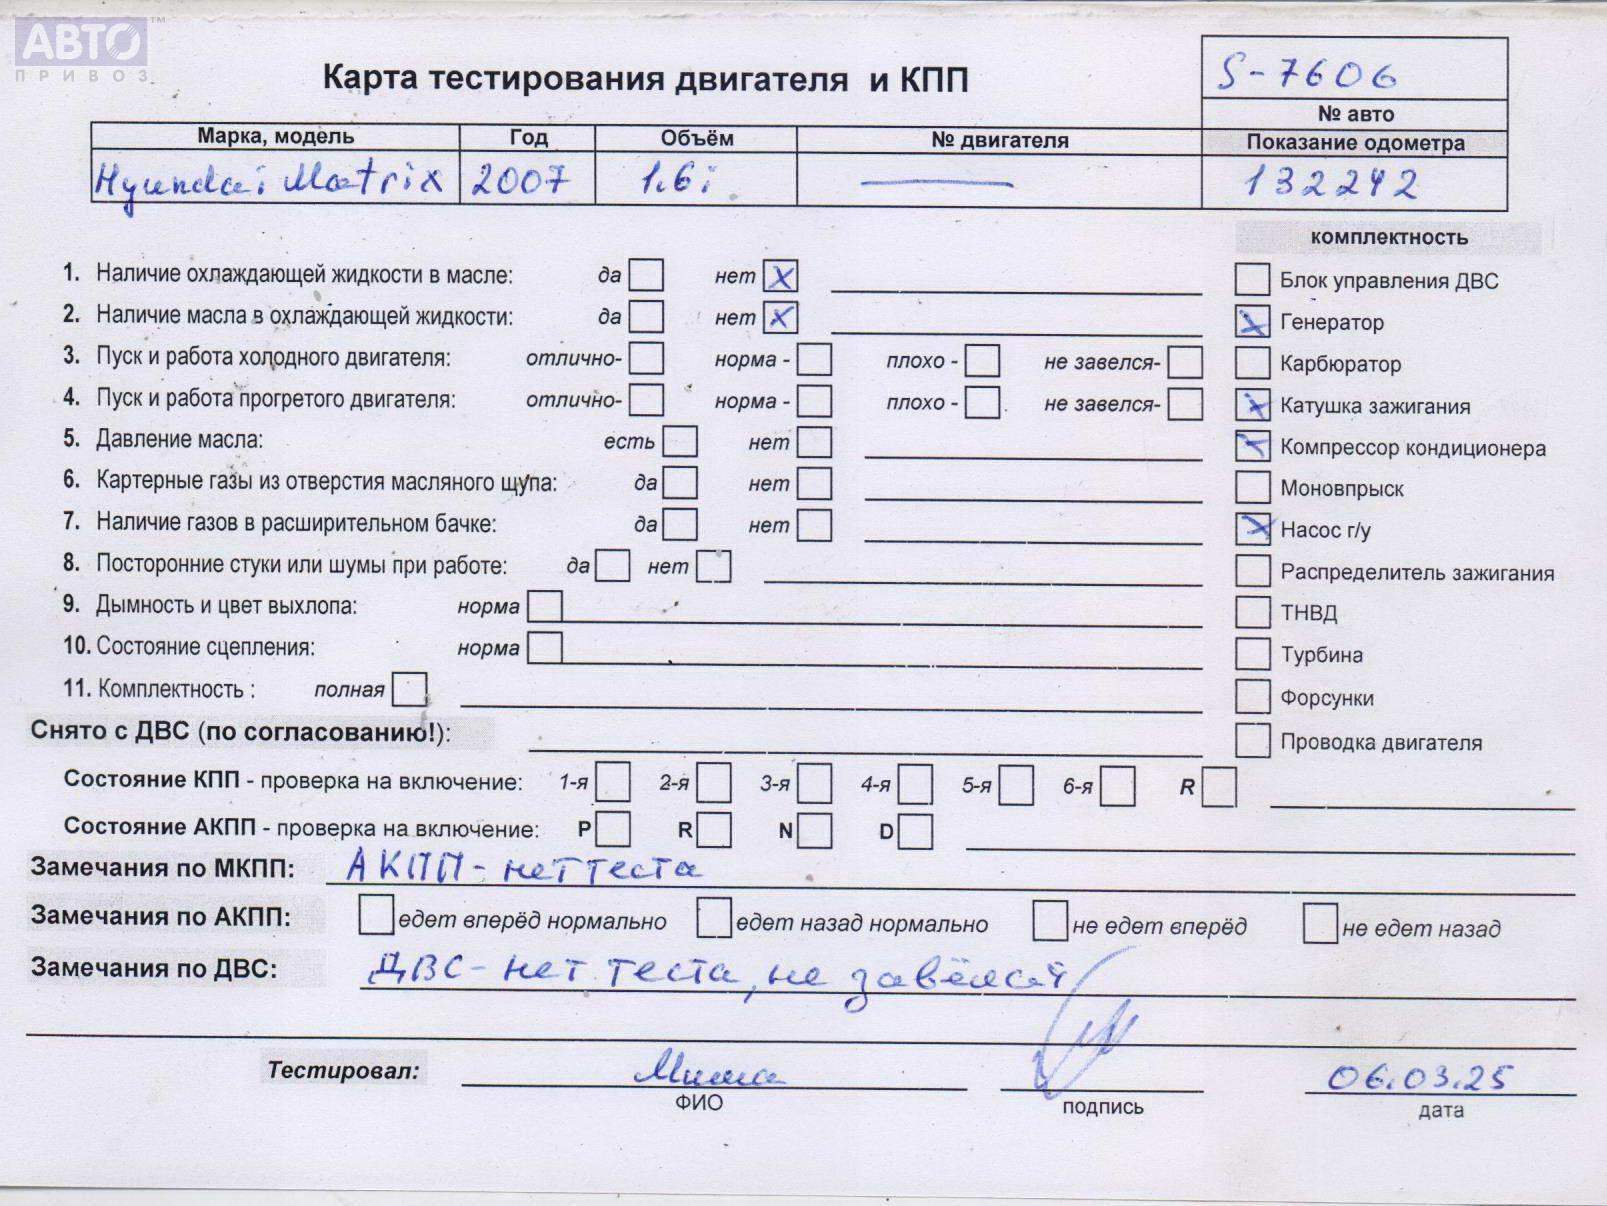 АВТО™
ПРИВОЗ
Карта тестирования двигателя и КПП
S-7606
№ авто
Марка, модель Год Объём № двигателя Показание одометра
Hyundai Matrix 2007 1.6i — 132242
комплектность
1. Наличие охлаждающей жидкости в масле: да нет X
Блок управления ДВС
2. Наличие масла в охлаждающей жидкости: да нет X
X Генератор
3. Пуск и работа холодного двигателя: отлично- норма - плохо - не завелся-
Карбюратор
4. Пуск и работа прогретого двигателя: отлично- норма - плохо - не завелся-
X Катушка зажигания
5. Давление масла: есть нет
X Компрессор кондиционера
6. Картерные газы из отверстия масляного щупа: да нет
Моновпрыск
7. Наличие газов в расширительном бачке: да нет
X Насос г/у
8. Посторонние стуки или шумы при работе: да нет
Распределитель зажигания
9. Дымность и цвет выхлопа: норма
ТНВД
10. Состояние сцепления: норма
Турбина
11. Комплектность : полная
Форсунки
Снято с ДВС (по согласованию!):
Проводка двигателя
Состояние КПП - проверка на включение: 1-я 2-я 3-я 4-я 5-я 6-я R
Состояние АКПП - проверка на включение: P R N D
Замечания по МКПП: АКПП - нет теста
Замечания по АКПП: едет вперёд нормально едет назад нормально не едет вперёд не едет назад
Замечания по ДВС: ДВС - нет теста, не завёлся
Тестировал: Миша 06.03.25
ФИО подпись дата